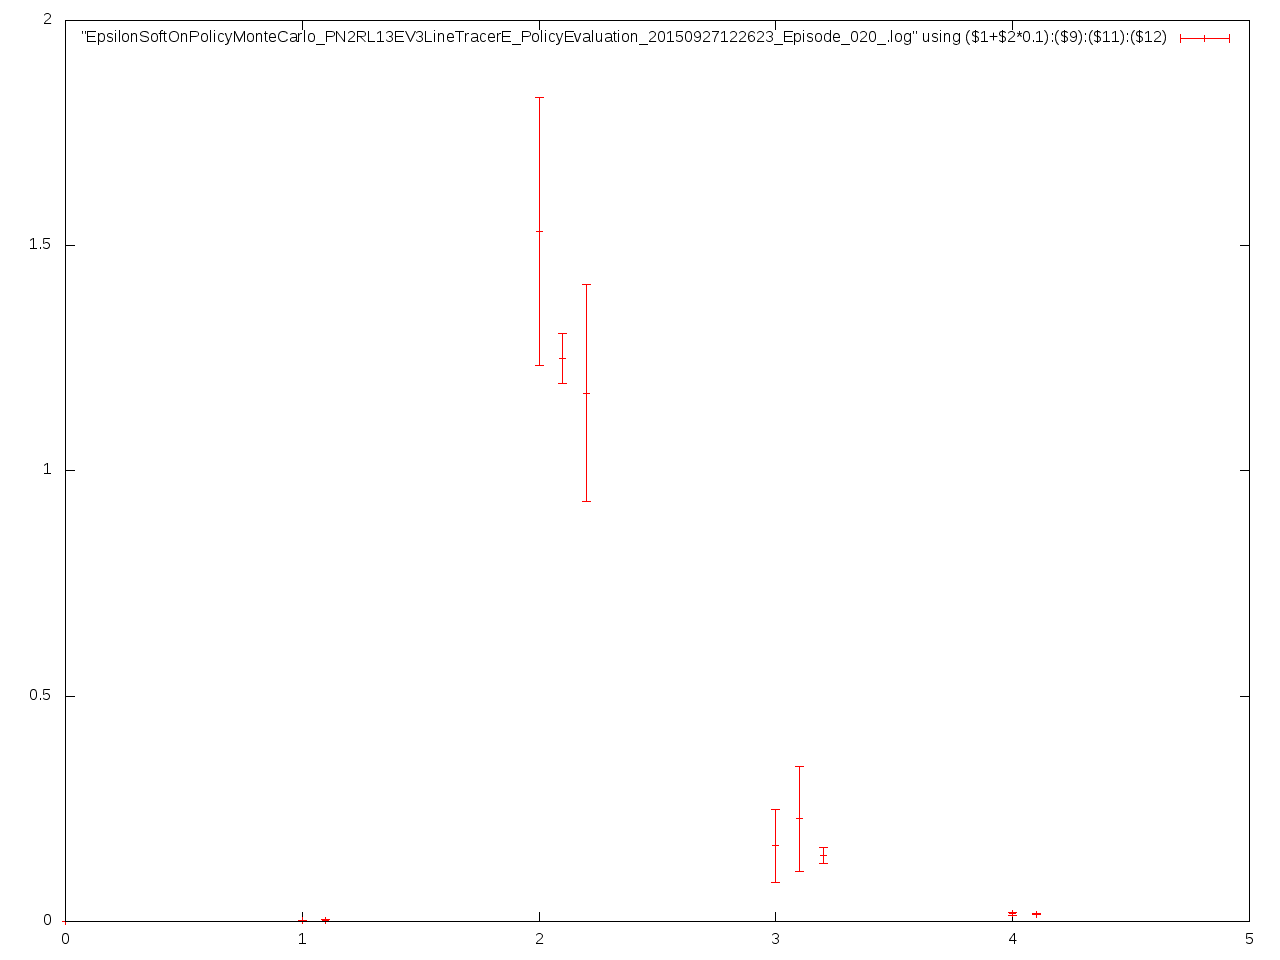 2
"EpsilonSoftOnPolicyMonteCarlo_PN2RL13EV3LineTracerE_PolicyEvaluation_20150927122623_Episode_020_.log" using ($1+$2*0.1):($9):($11):($12)
1.5
1
0.5
0
0 1 2 3 4 5